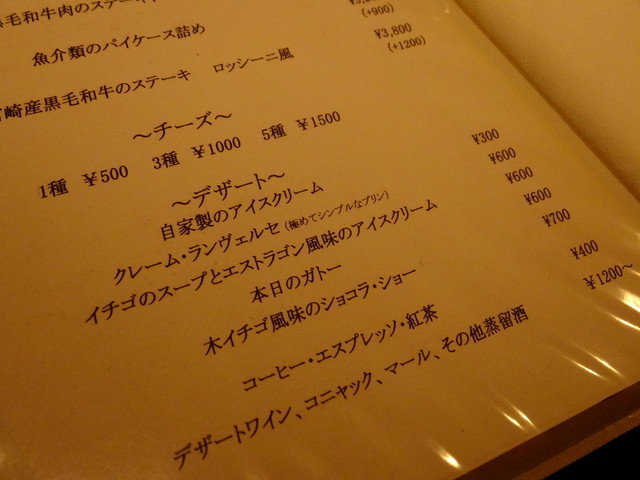 毛和牛肉のステーキ
(+900)
魚介類のパイケース詰め ¥3,800
(+1200)
崎産黒毛和牛のステーキ ロッシーニ風
～チーズ～
1種 ¥500 3種 ¥1000 5種 ¥1500
～デザート～
自家製のアイスクリーム ¥300
クレーム・ランヴェルセ (極めてシンプルなプリン) ¥600
イチゴのスープとエストラゴン風味のアイスクリーム ¥600
本日のガトー ¥600
木イチゴ風味のショコラ・ショー ¥700
コーヒー・エスプレッソ・紅茶 ¥400
デザートワイン、コニャック、マール、その他蒸留酒 ¥1200～